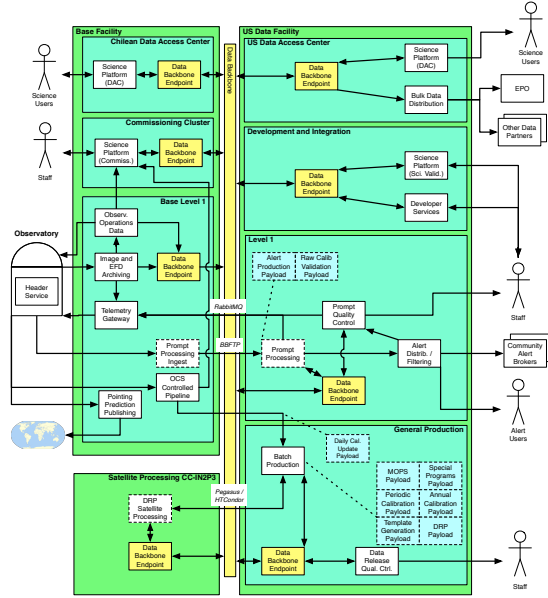 Base Facility
Chilean Data Access Center
Science
Platform
(DAC)
Data
Backbone
Endpoint
Science
Users
Commissioning Cluster
Science
Platform
(Commiss.)
Data
Backbone
Endpoint
Staff
Base Level 1
Observ.
Operations
Data
Image and
EFD
Archiving
Data
Backbone
Endpoint
Telemetry
Gateway
Prompt
Processing
Ingest
OCS
Controlled
Pipeline
Pointing
Prediction
Publishing
Observatory
Header
Service
Satellite Processing CC-IN2P3
DRP
Satellite
Processing
Data
Backbone
Endpoint
Data Backbone
RabbitMQ
BBFTP
Pegasus /
HTCondor
US Data Facility
US Data Access Center
Data
Backbone
Endpoint
Science
Platform
(DAC)
Bulk Data
Distribution
Science
Users
EPO
Other Data
Partners
Development and Integration
Data
Backbone
Endpoint
Science
Platform
(Sci. Valid.)
Developer
Services
Staff
Level 1
Alert
Production
Payload
Raw Calib
Validation
Payload
Prompt
Quality
Control
Prompt
Processing
Alert
Distrib. /
Filtering
Data
Backbone
Endpoint
Community
Alert
Brokers
Alert
Users
General Production
Daily Cal.
Update
Payload
Batch
Production
MOPS
Payload
Special
Programs
Payload
Periodic
Calibration
Payload
Annual
Calibration
Payload
Template
Generation
Payload
DRP
Payload
Data
Backbone
Endpoint
Data
Release
Qual. Ctrl.
Staff